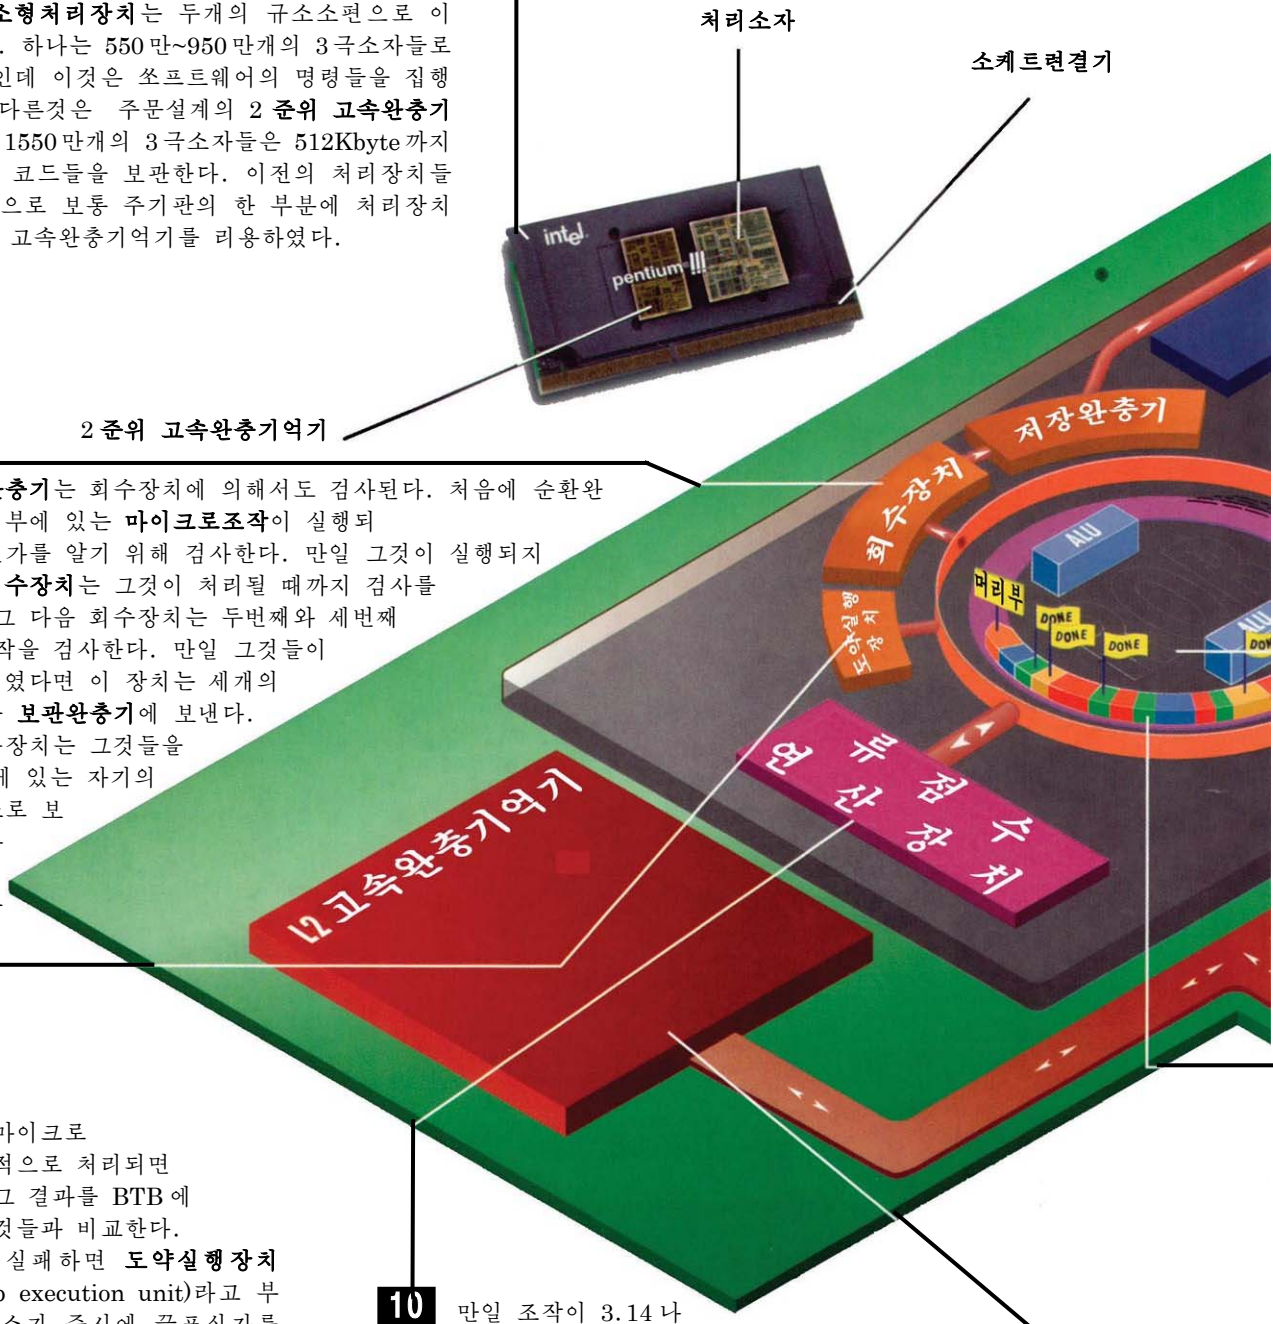 소형처리장치는 두개의 규소소편으로 이
. 하나는 550만~950만개의 3극소자들로
인데 이것은 쏘프트웨어의 명령들을 집행
다른것은 주문설계의 2준위 고속완충기
1550만개의 3극소자들은 512Kbyte까지
코드들을 보관한다. 이전의 처리장치들
으로 보통 주기판의 한 부분에 처리장치
고속완충기억기를 리용하였다.
처리소자
소케트련결기
intel
pentium III
2준위 고속완충기억기
충기는 회수장치에 의해서도 검사된다. 처음에 순환완
부에 있는 마이크로조작이 실행되
가를 알기 위해 검사한다. 만일 그것이 실행되지
수장치는 그것이 처리될 때까지 검사를
그 다음 회수장치는 두번째와 세번째
작을 검사한다. 만일 그것들이
였다면 이 장치는 세개의
보관완충기에 보낸다.
장치는 그것들을
에 있는 자기의
로 보
저장완충기
회수장치
도약실행장치
ALU
ALU
머리부
DONE
DONE
DONE
DON
류점수
연산장치
L2고속완충기억기
마이크로
적으로 처리되면
그 결과를 BTB에
것들과 비교한다.
실패하면 도약실행장치
p execution unit)라고 부
10
만일 조작이 3.14나